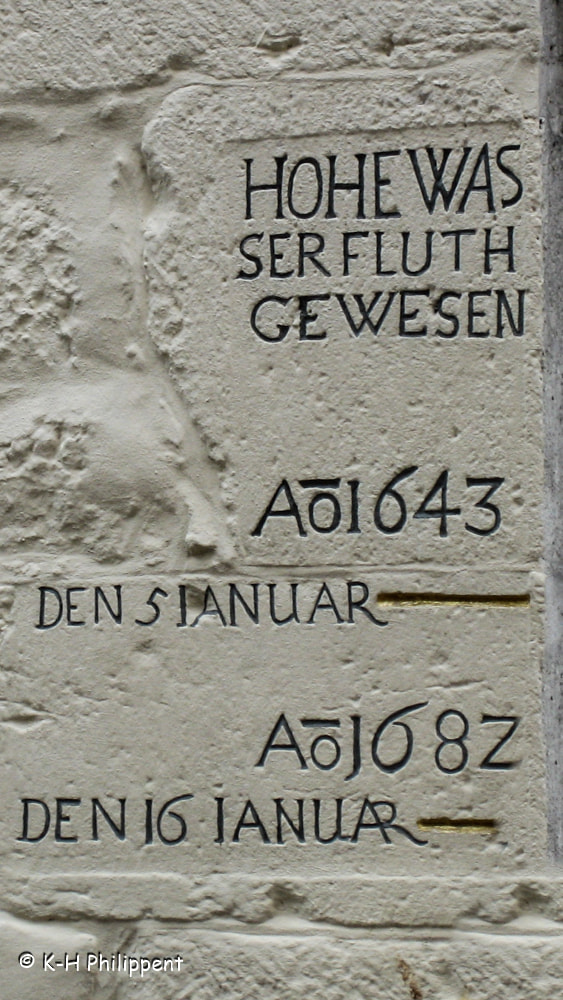 HOHE WAS
SER FLUTH
GEWESEN
AŌ 1643
DEN 5 IANUAR
AŌ 1682
DEN 16 IANUAR
© K-H Philippent